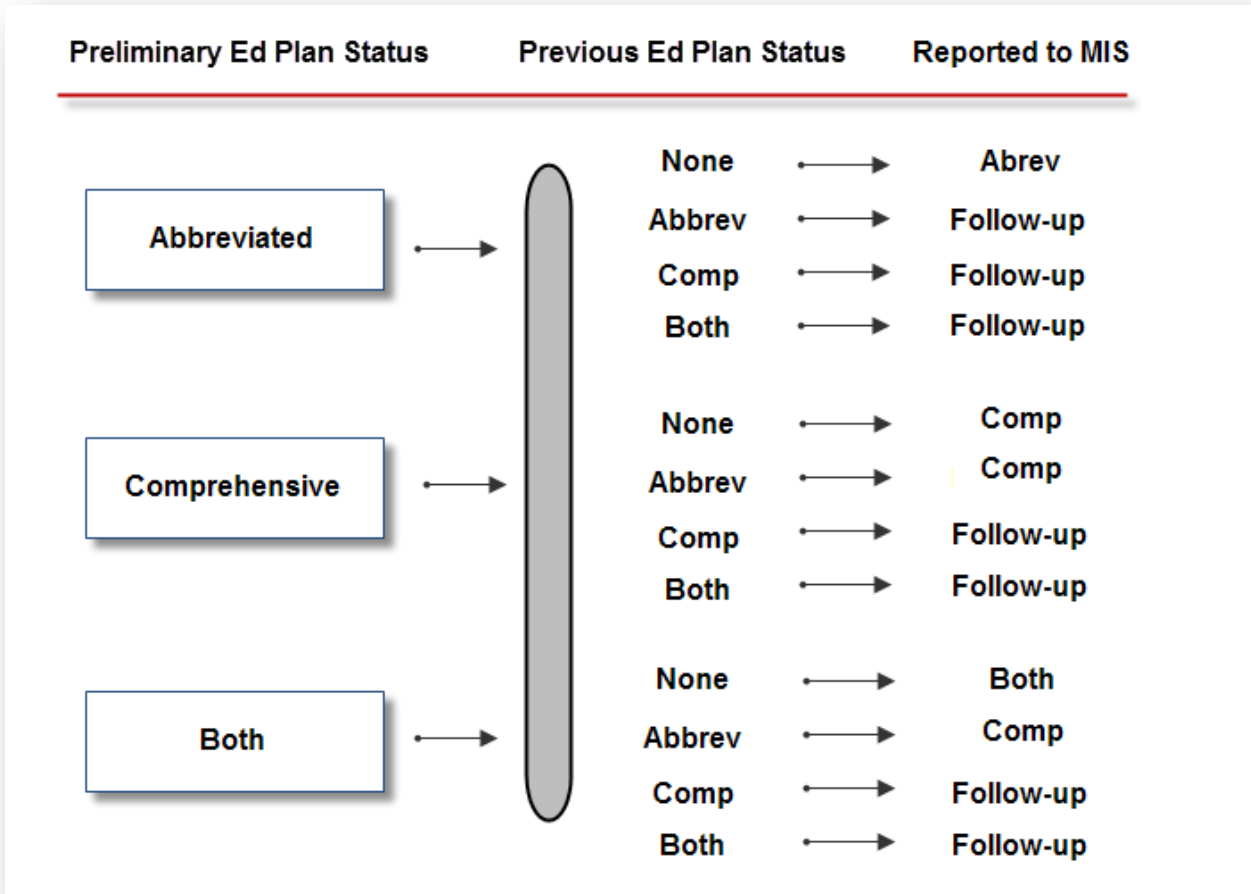 Preliminary Ed Plan Status Previous Ed Plan Status Reported to MIS
None Abrev
Abbreviated
Abbrev Follow-up
Comp Follow-up
Both Follow-up
None Comp
Comprehensive
Abbrev Comp
Comp Follow-up
Both Follow-up
None Both
Both
Abbrev Comp
Comp Follow-up
Both Follow-up